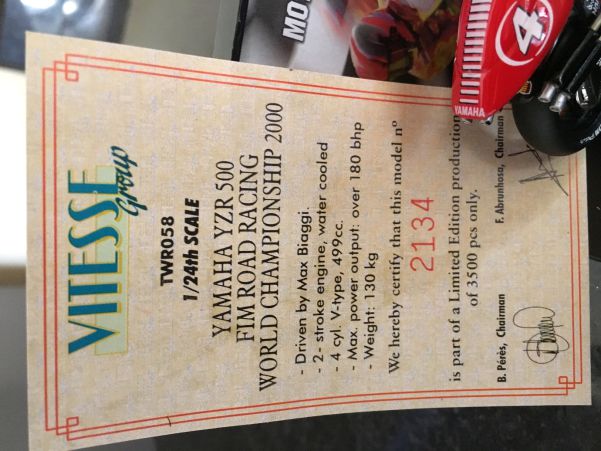 VITESSE
Group
TWR058
1/24th SCALE
YAMAHA YZR 500
FIM ROAD RACING
WORLD CHAMPIONSHIP 2000
- Driven by Max Biaggi.
- 2- stroke engine, water cooled
- 4 cyl. V-type, 499cc.
- Max. power output: over 180 bhp
- Weight: 130 kg
We hereby certify that this model nº
2134
is part of a Limited Edition production
of 3500 pcs only.
B. Pérès, Chairman
F. Abrunhosa, Chairman
MO
4
YAMAHA